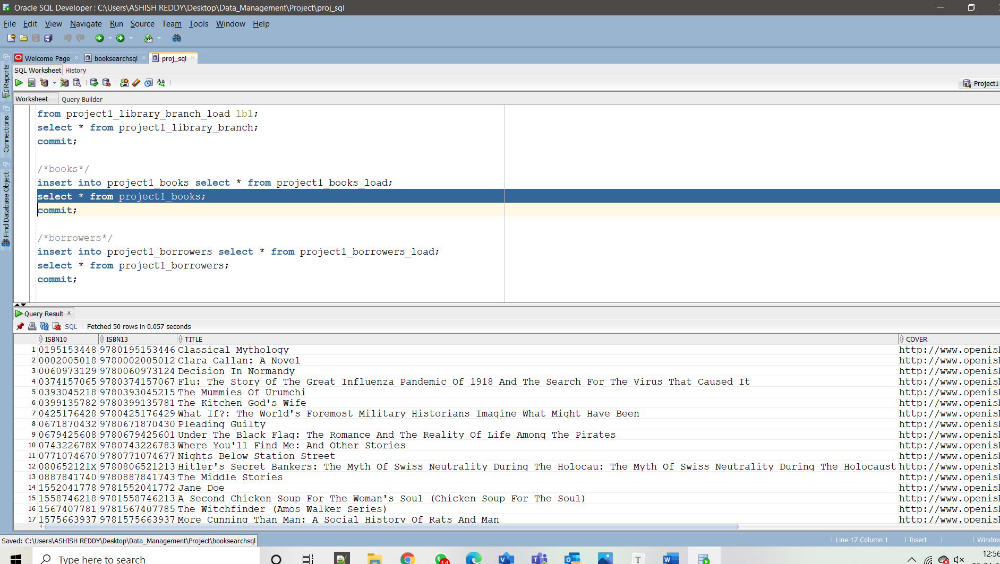 Oracle SQL Developer : C:\Users\ASHISH REDDY\Desktop\Data_Management\Project\proj_sql
File Edit View Navigate Run Source Team Tools Window Help
Welcome Page booksearchsql proj_sql
SQL Worksheet History
Project1
Worksheet Query Builder
Reports
Connections
Find Database Object
from project1_library_branch_load lbl;
select * from project1_library_branch;
commit;
/*books*/
insert into project1_books select * from project1_books_load;
select * from project1_books;
commit;
/*borrowers*/
insert into project1_borrowers select * from project1_borrowers_load;
select * from project1_borrowers;
commit;
Query Result
SQL Fetched 50 rows in 0.057 seconds
ISBN10 ISBN13 TITLE COVER
1 0195153448 9780195153446 Classical Mythology http://www.openisl
2 0002005018 9780002005012 Clara Callan: A Novel http://www.openisl
3 0060973129 9780060973124 Decision In Normandy http://www.openisl
4 0374157065 9780374157067 Flu: The Story Of The Great Influenza Pandemic Of 1918 And The Search For The Virus That Caused It http://www.openisl
5 0393045218 9780393045215 The Mummies Of Urumchi http://www.openisl
6 0399135782 9780399135781 The Kitchen God's Wife http://www.openisl
7 0425176428 9780425176429 What If?: The World's Foremost Military Historians Imagine What Might Have Been http://www.openisl
8 0671870432 9780671870430 Pleading Guilty http://www.openisl
9 0679425608 9780679425601 Under The Black Flag: The Romance And The Reality Of Life Among The Pirates http://www.openisl
10 074322678X 9780743226783 Where You'll Find Me: And Other Stories http://www.openisl
11 0771074670 9780771074677 Nights Below Station Street http://www.openisl
12 080652121X 9780806521213 Hitler's Secret Bankers: The Myth Of Swiss Neutrality During The Holocau: The Myth Of Swiss Neutrality During The Holocaust http://www.openisl
13 0887841740 9780887841743 The Middle Stories http://www.openisl
14 1552041778 9781552041772 Jane Doe http://www.openisl
15 1558746218 9781558746213 A Second Chicken Soup For The Woman's Soul (Chicken Soup For The Soul) http://www.openisl
16 1567407781 9781567407785 The Witchfinder (Amos Walker Series) http://www.openisl
17 1575663937 9781575663937 More Cunning Than Man: A Social History Of Rats And Man http://www.openisl
Saved: C:\Users\ASHISH REDDY\Desktop\Data_Management\Project\booksearchsql
Line 17 Column 1 Insert Window
Type here to search
14
12:56